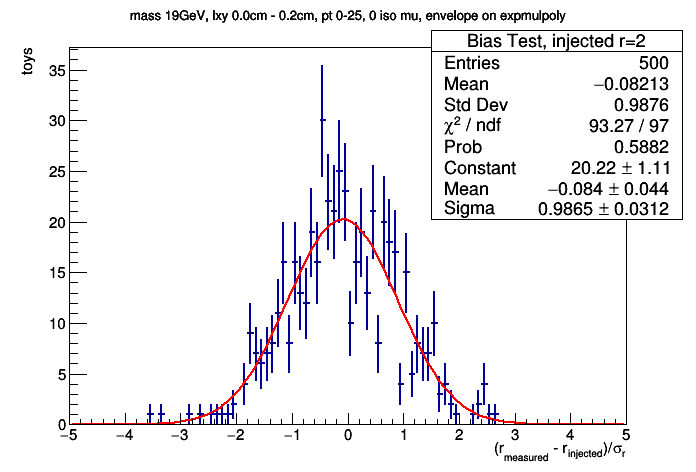 mass 19GeV, lxy 0.0cm - 0.2cm, pt 0-25, 0 iso mu, envelope on expmulpoly
Bias Test, injected r=2
Entries 500
Mean −0.08213
Std Dev 0.9876
χ² / ndf 93.27 / 97
Prob 0.5882
Constant 20.22 ± 1.11
Mean −0.084 ± 0.044
Sigma 0.9865 ± 0.0312
toys
35
30
25
20
15
10
5
0
−5 −4 −3 −2 −1 0 1 2 3 4 5
(r_measured - r_injected)/σ_r